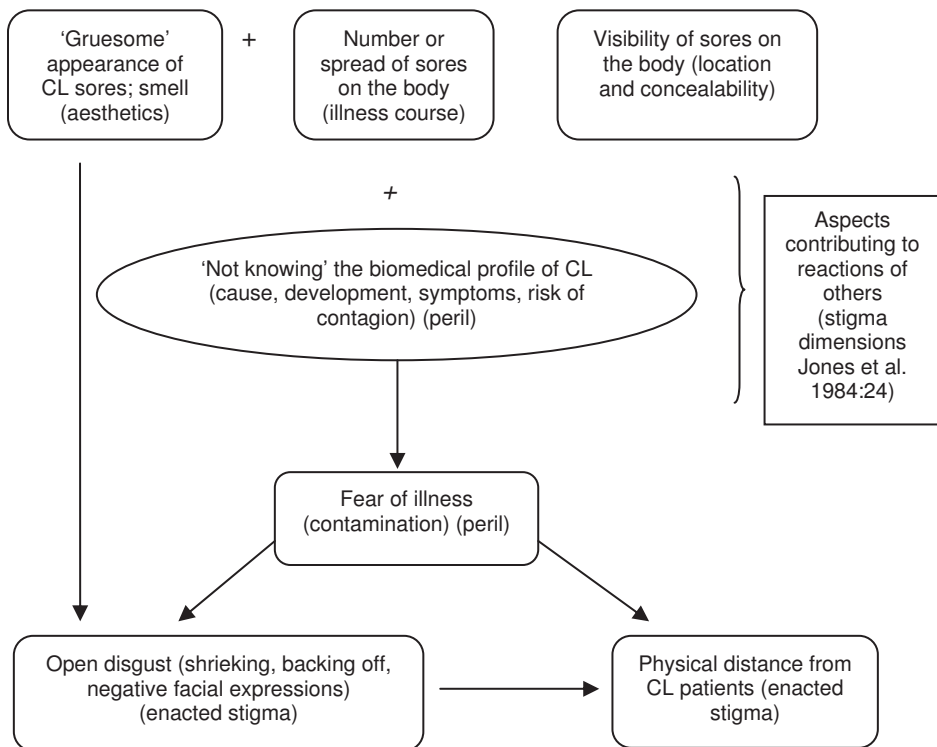 ‘Gruesome’
appearance of
CL sores; smell
(aesthetics)
+
Number or
spread of sores
on the body
(illness course)
Visibility of sores on
the body (location
and concealability)
+
‘Not knowing’ the biomedical profile of CL
(cause, development, symptoms, risk of
contagion) (peril)
Aspects
contributing to
reactions of
others
(stigma
dimensions
Jones et al.
1984:24)
Fear of illness
(contamination) (peril)
Open disgust (shrieking, backing off,
negative facial expressions)
(enacted stigma)
Physical distance from
CL patients (enacted
stigma)